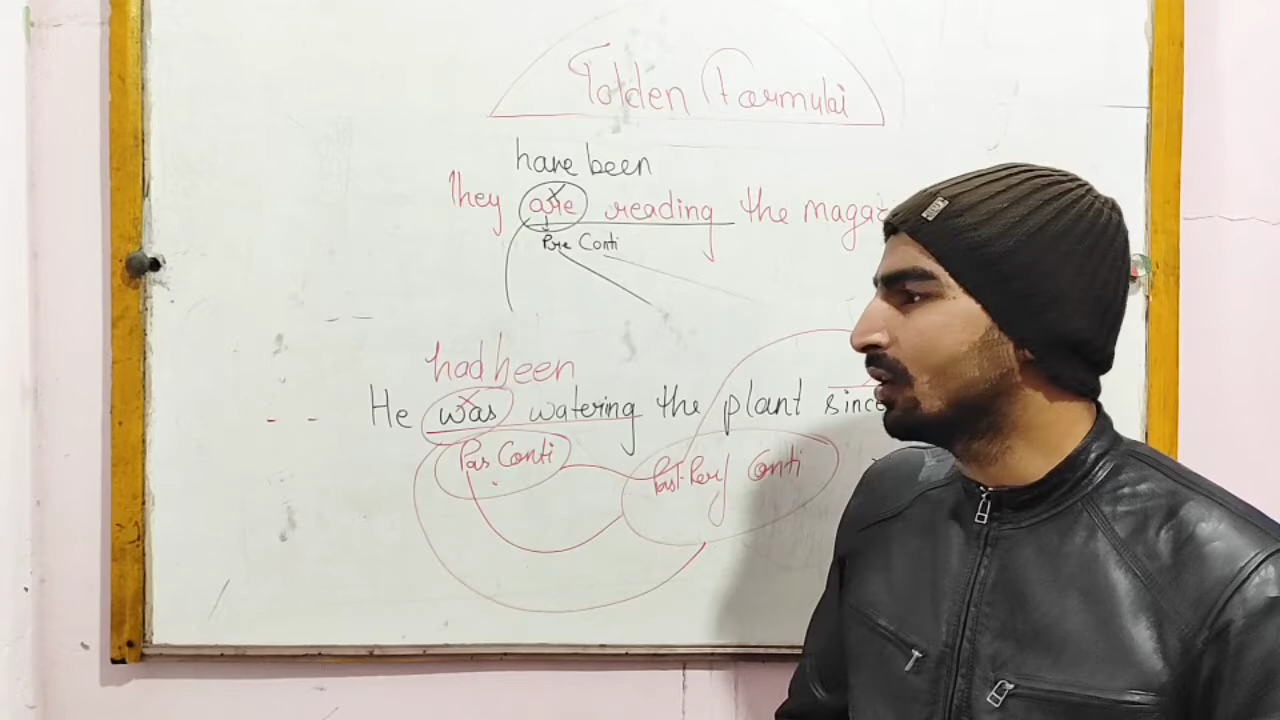 Golden Farmulai
have been
They are reading the magaz
Pre Conti
had been
He was watering the plant since
Pas Conti
Past-Perf Conti